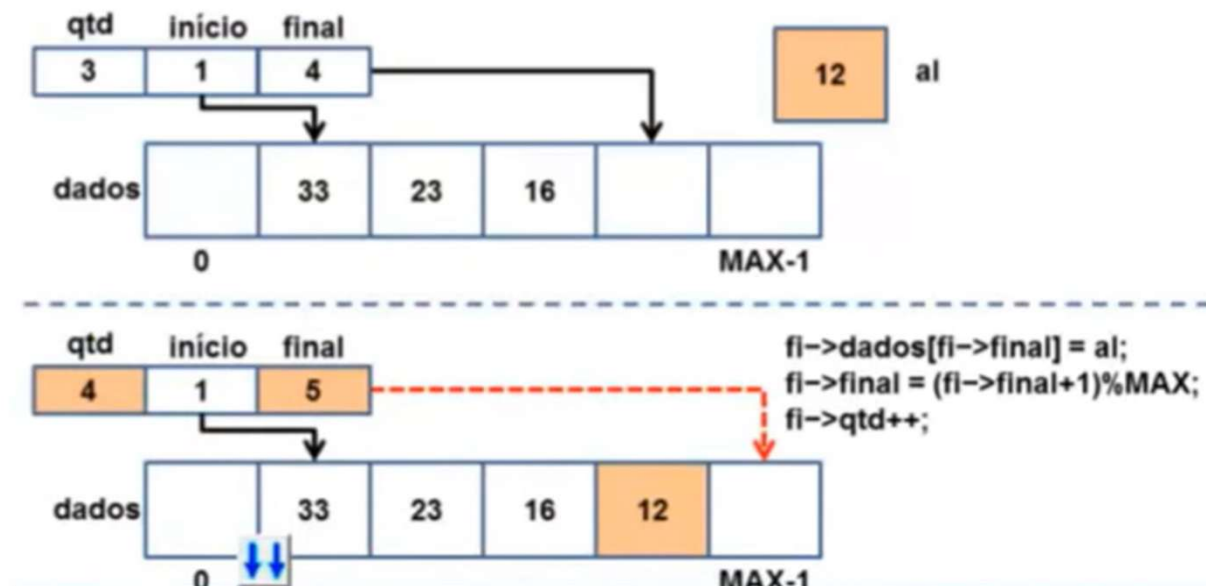 qtd início final
3 1 4
12 al
dados 33 23 16
0 MAX-1
qtd início final
4 1 5
fi->dados[fi->final] = al;
fi->final = (fi->final+1)%MAX;
fi->qtd++;
dados 33 23 16 12
0 MAX-1